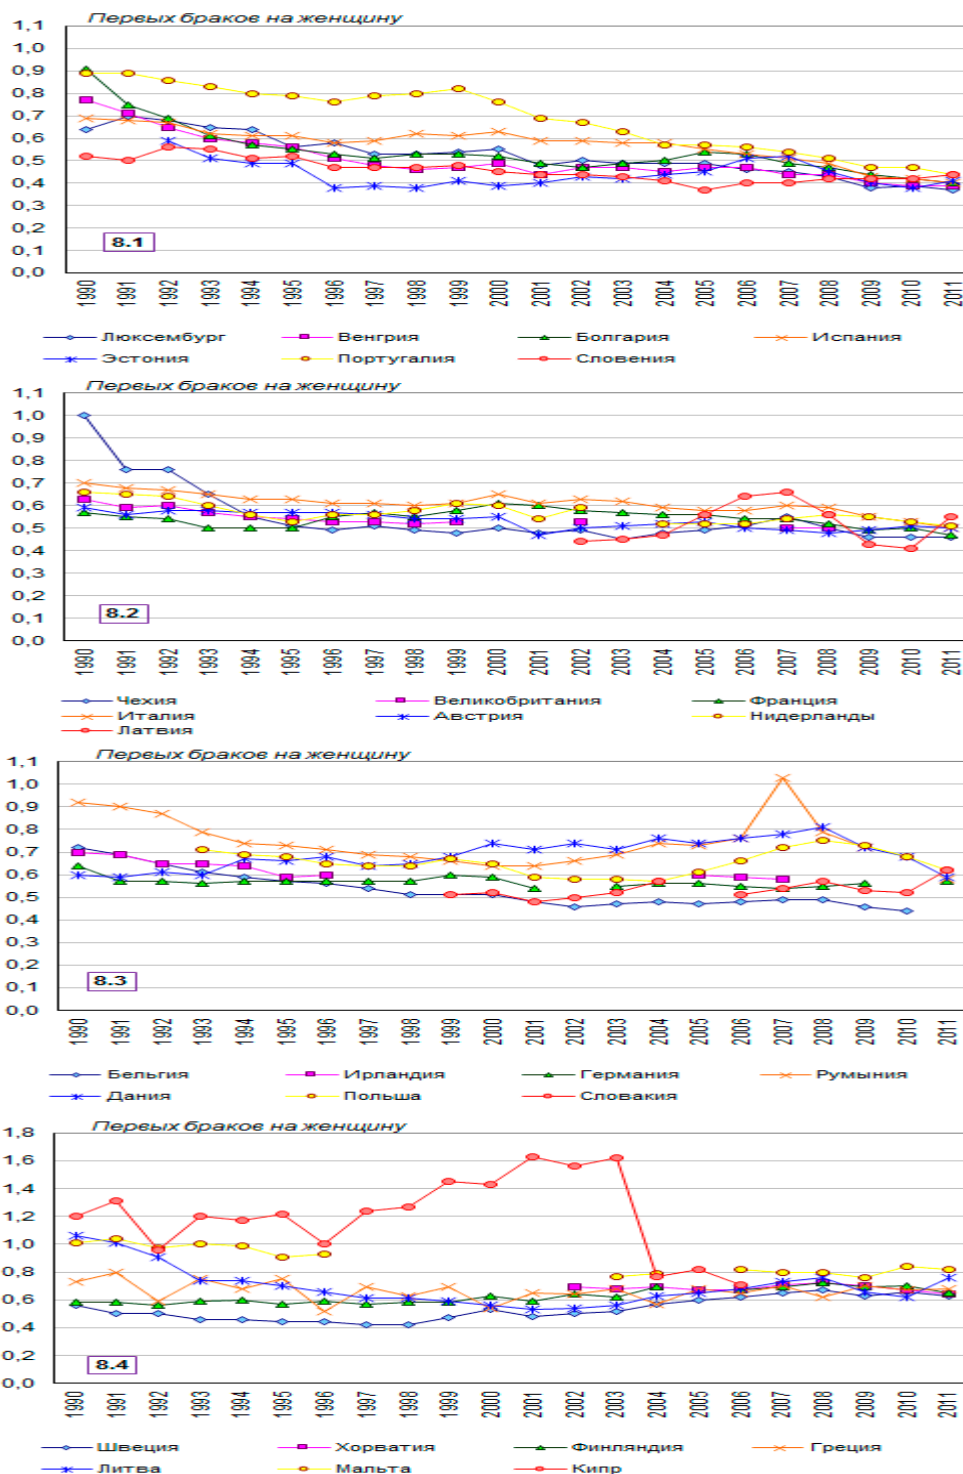 Первых браков на женщину
1,1
1,0
0,9
0,8
0,7
0,6
0,5
0,4
0,3
0,2
0,1
0,0
8.1
1990 1991 1992 1993 1994 1995 1996 1997 1998 1999 2000 2001 2002 2003 2004 2005 2006 2007 2008 2009 2010 2011
Люксембург Венгрия Болгария Испания
Эстония Португалия Словения
Первых браков на женщину
1,1
1,0
0,9
0,8
0,7
0,6
0,5
0,4
0,3
0,2
0,1
0,0
8.2
1990 1991 1992 1993 1994 1995 1996 1997 1998 1999 2000 2001 2002 2003 2004 2005 2006 2007 2008 2009 2010 2011
Чехия Великобритания Франция
Италия Австрия Нидерланды
Латвия
Первых браков на женщину
1,1
1,0
0,9
0,8
0,7
0,6
0,5
0,4
0,3
0,2
0,1
0,0
8.3
1990 1991 1992 1993 1994 1995 1996 1997 1998 1999 2000 2001 2002 2003 2004 2005 2006 2007 2008 2009 2010 2011
Бельгия Ирландия Германия Румыния
Дания Польша Словакия
Первых браков на женщину
1,8
1,6
1,4
1,2
1,0
0,8
0,6
0,4
0,2
0,0
8.4
1990 1991 1992 1993 1994 1995 1996 1997 1998 1999 2000 2001 2002 2003 2004 2005 2006 2007 2008 2009 2010 2011
Швеция Хорватия Финляндия Греция
Литва Мальта Кипр